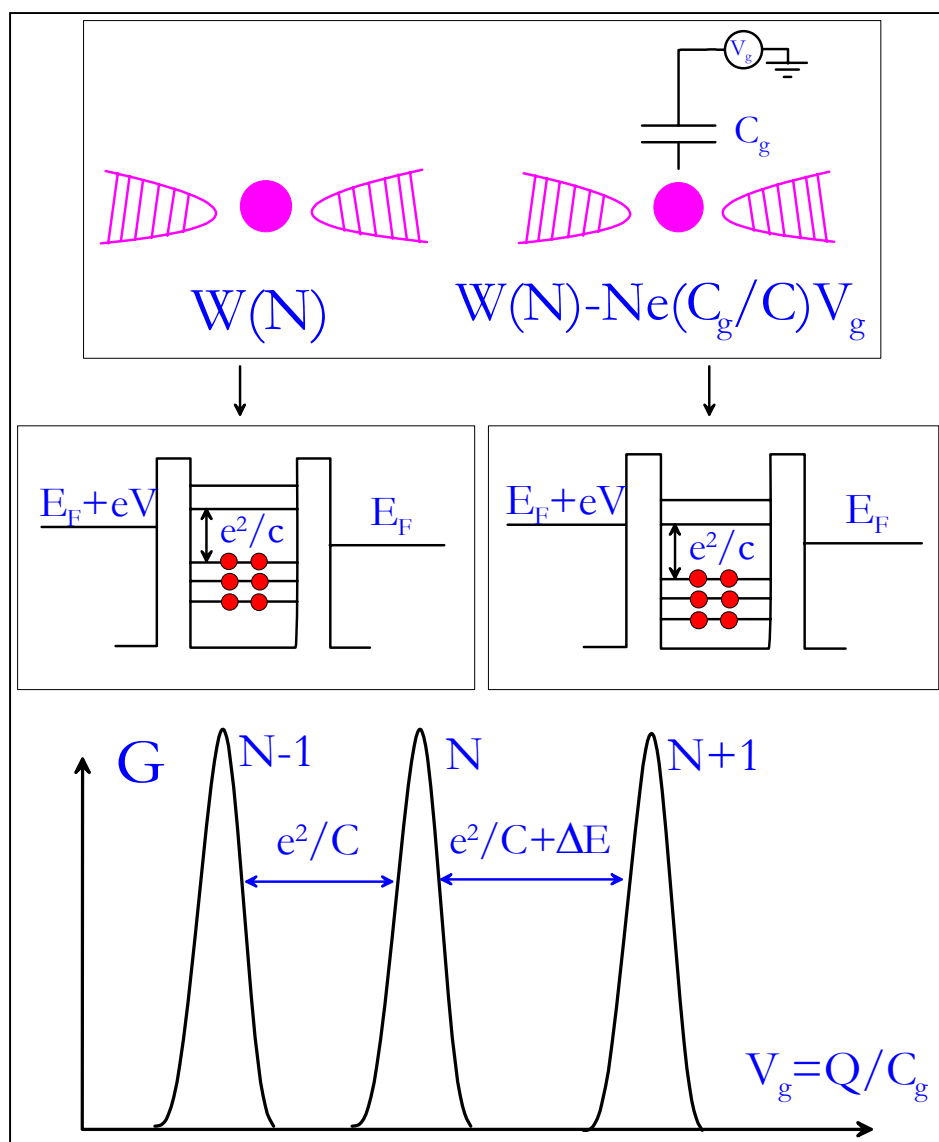 V_g
C_g
W(N)
W(N)-Ne(C_g/C)V_g
E_F+eV
e²/c
E_F
E_F+eV
e²/c
E_F
G
N-1
N
N+1
e²/C
e²/C+ΔE
V_g=Q/C_g